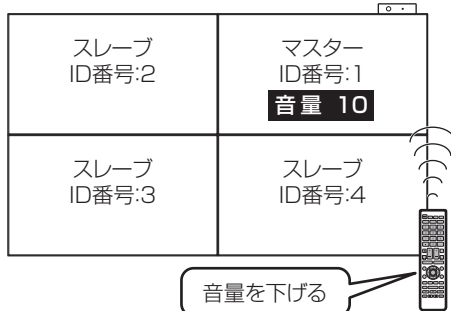 スレーブ
ID番号:2
マスター
ID番号:1
音量 10
スレーブ
ID番号:3
スレーブ
ID番号:4
音量を下げる